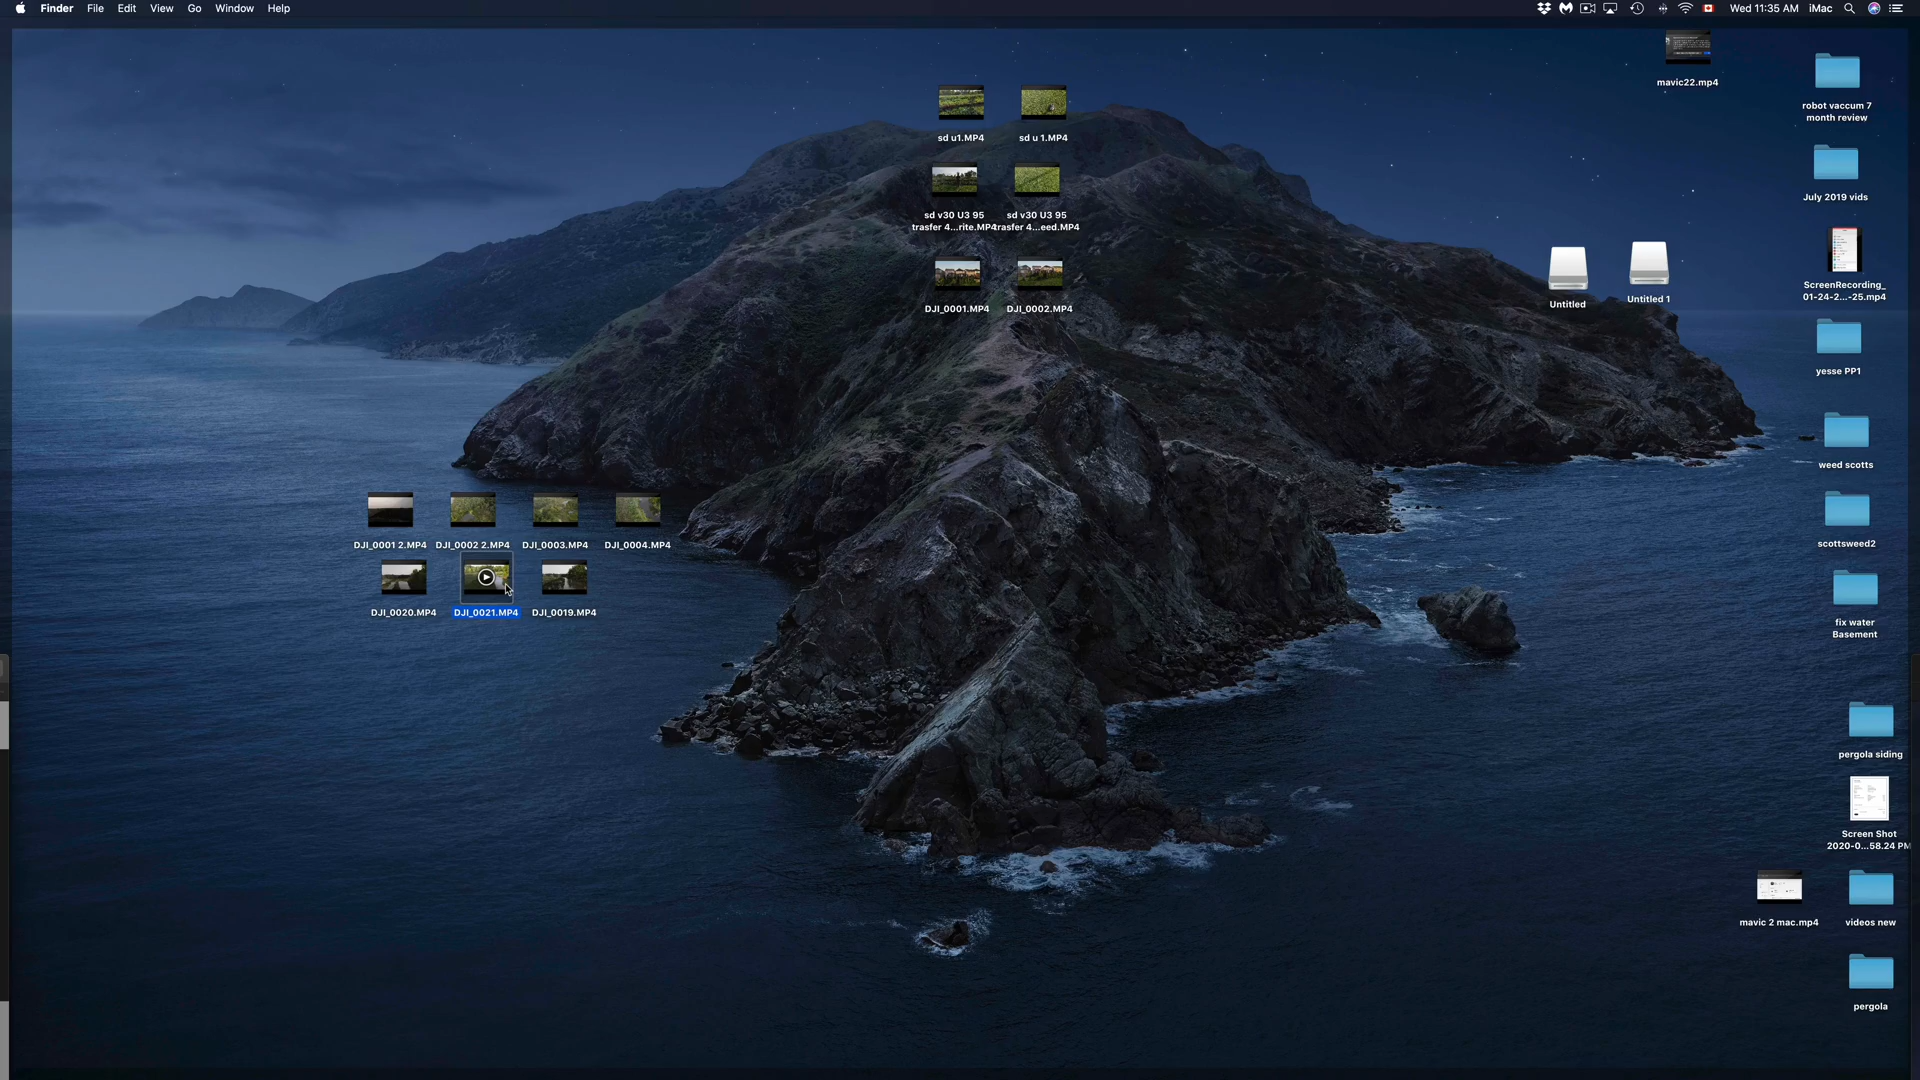 Finder File Edit View Go Window Help
Wed 11:35 AM iMac
mavic22.mp4
robot vaccum 7
month review
sd u1.MP4
sd u 1.MP4
July 2019 vids
sd v30 U3 95
trasfer 4...rite.MP4
sd v30 U3 95
trasfer 4...eed.MP4
Untitled
Untitled 1
ScreenRecording_
01-24-2...-25.mp4
DJI_0001.MP4
DJI_0002.MP4
yesse PP1
weed scotts
DJI_0001 2.MP4
DJI_0002 2.MP4
DJI_0003.MP4
DJI_0004.MP4
scottsweed2
DJI_0020.MP4
DJI_0021.MP4
DJI_0019.MP4
fix water
Basement
pergola siding
Screen Shot
2020-0...58.24 PM
mavic 2 mac.mp4
videos new
pergola